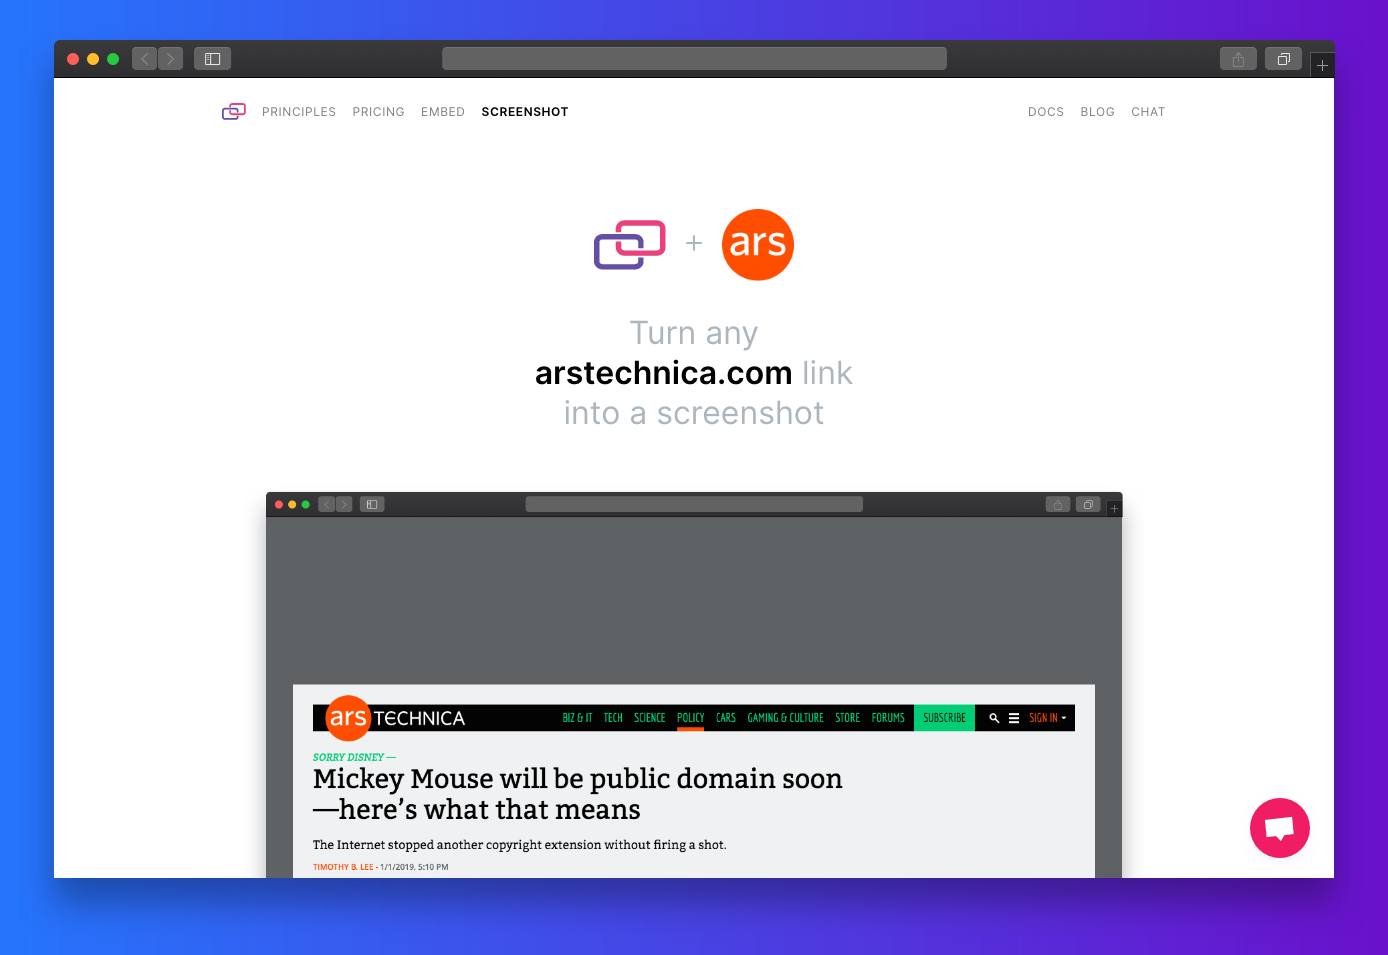 PRINCIPLES PRICING EMBED SCREENSHOT DOCS BLOG CHAT
+ ars
Turn any
arstechnica.com link
into a screenshot
ars TECHNICA BIZ & IT TECH SCIENCE POLICY CARS GAMING & CULTURE STORE FORUMS SUBSCRIBE SIGN IN
SORRY DISNEY —
Mickey Mouse will be public domain soon
—here’s what that means
The Internet stopped another copyright extension without firing a shot.
TIMOTHY B. LEE - 1/1/2019, 5:10 PM